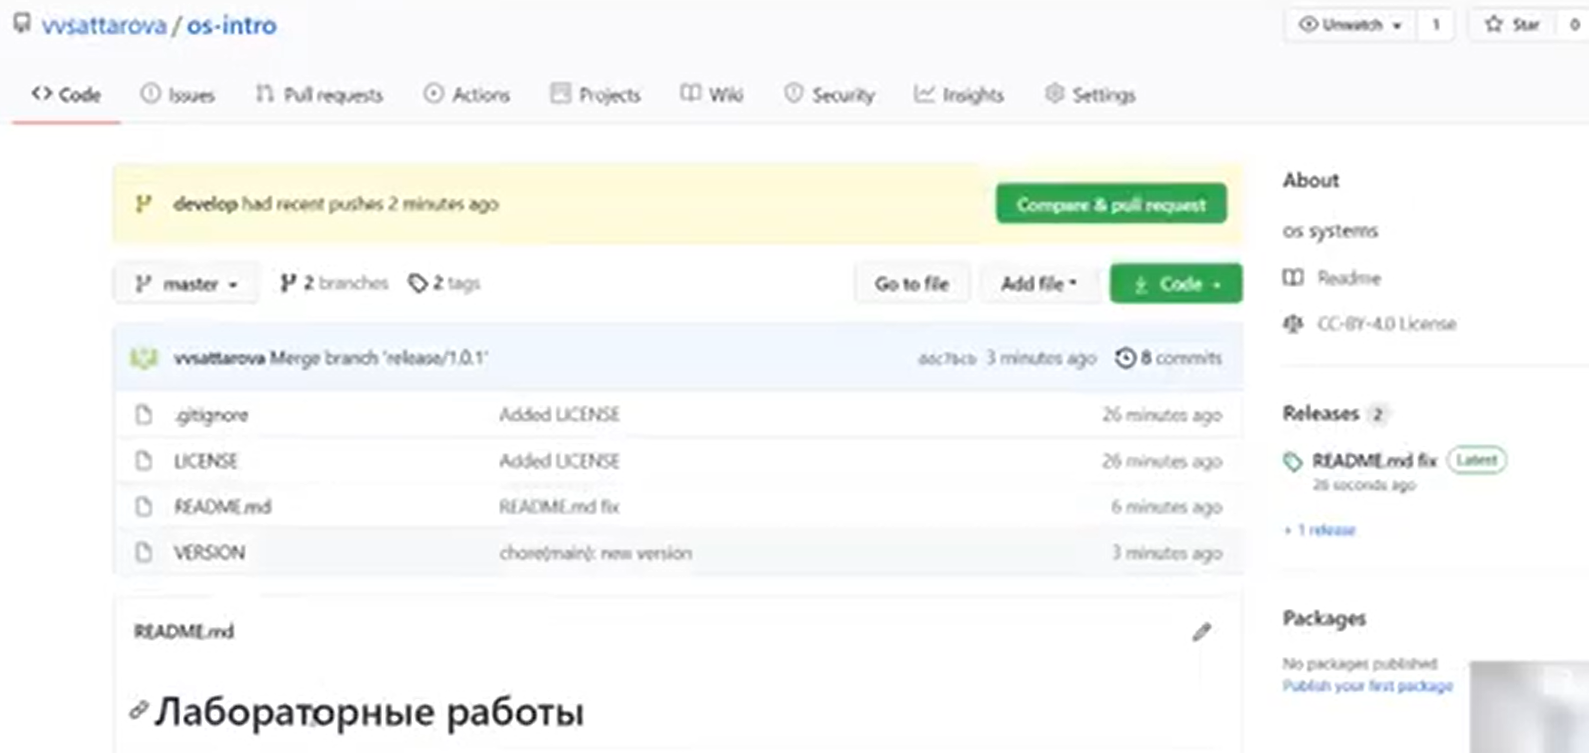 vvsattarova / os-intro
Unwatch 1 Star 0
Code Issues Pull requests Actions Projects Wiki Security Insights Settings
develop had recent pushes 2 minutes ago
Compare & pull request
master 2 branches 2 tags
Go to file Add file Code
vvsattarova Merge branch 'release/1.0.1' 3 minutes ago 8 commits
.gitignore Added LICENSE 26 minutes ago
LICENSE Added LICENSE 26 minutes ago
README.md README.md fix 6 minutes ago
VERSION chore(main): new version 3 minutes ago
README.md
Лабораторные работы
About
os systems
Readme
CC-BY-4.0 License
Releases 2
README.md fix Latest
26 seconds ago
+ 1 release
Packages
No packages published
Publish your first package